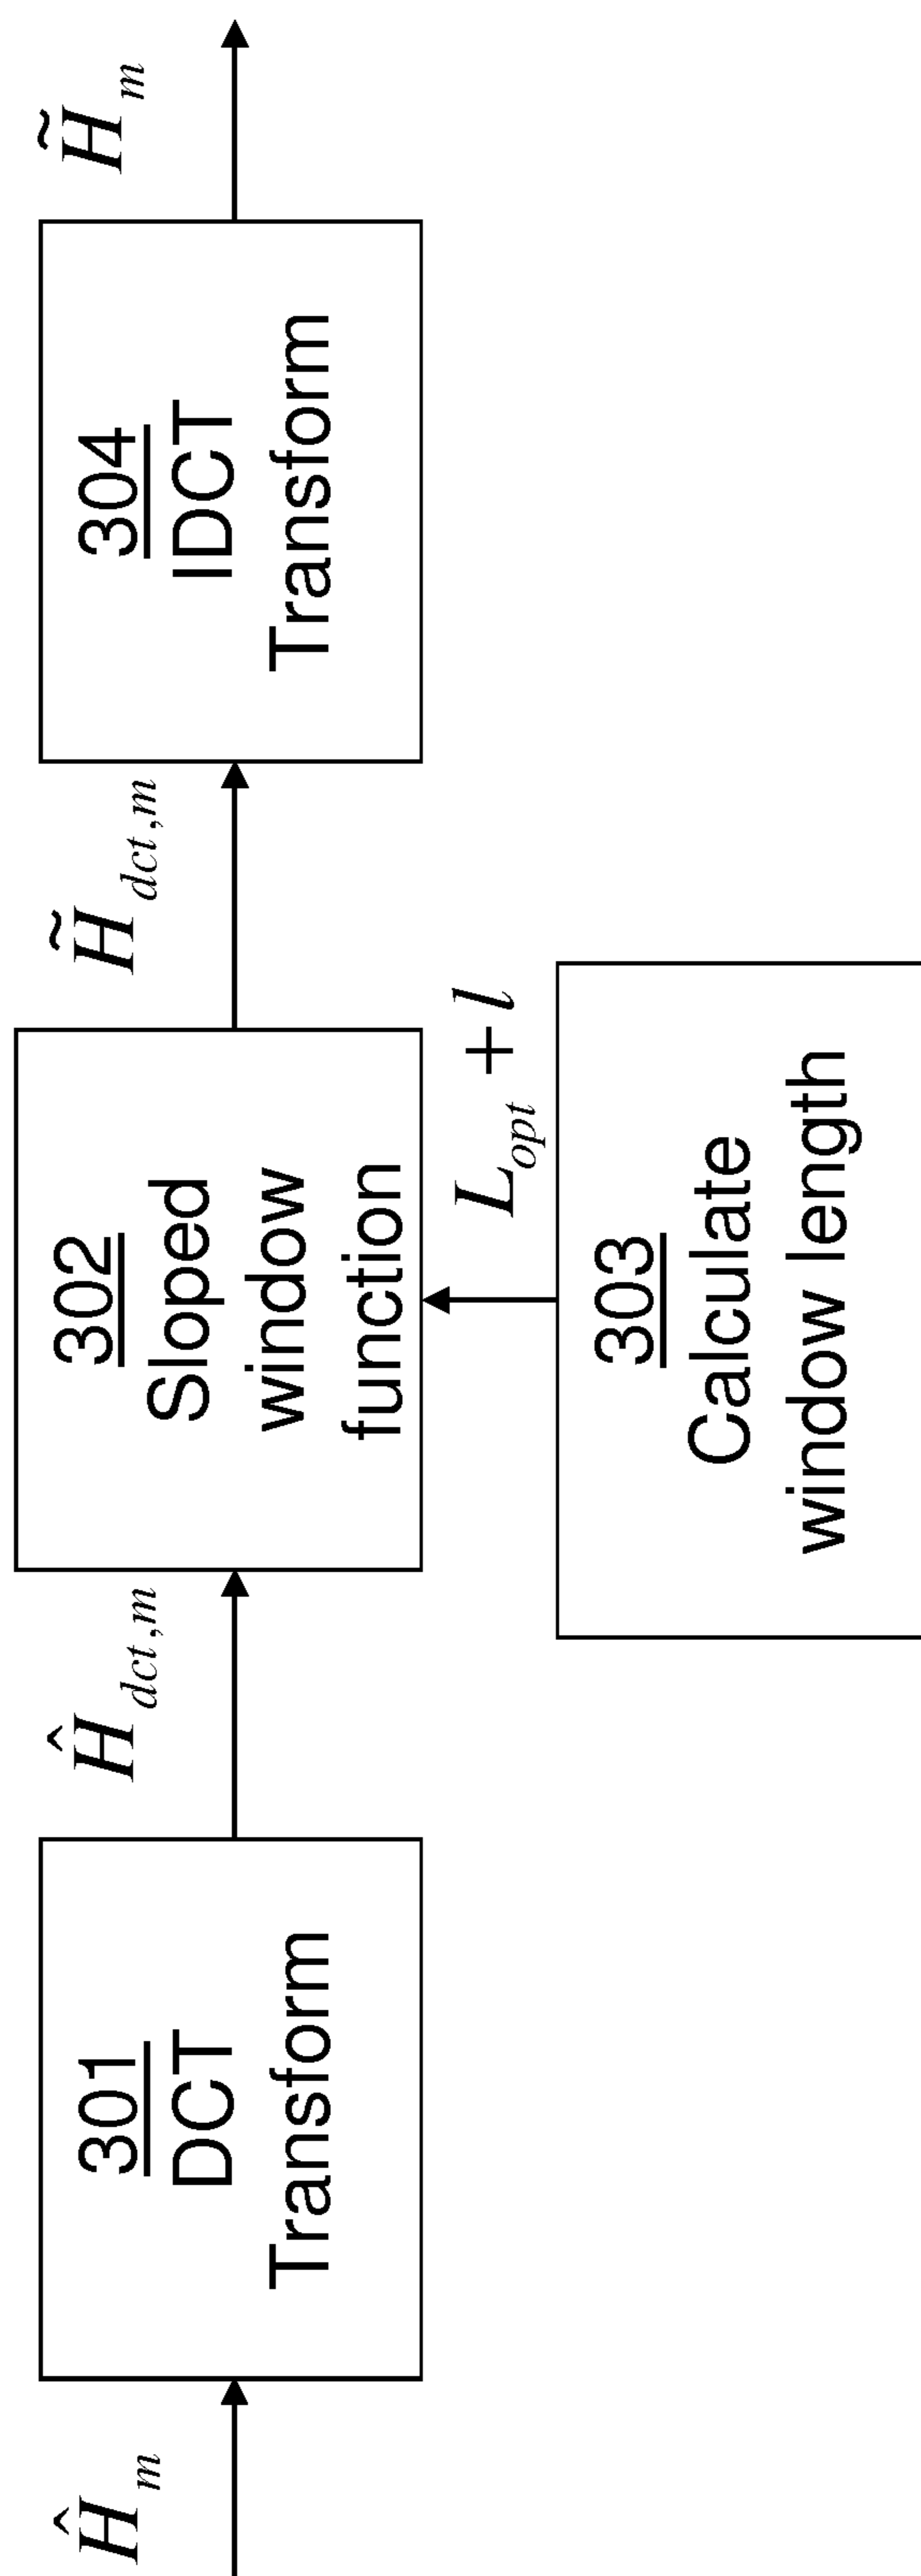 Ĥm
301
DCT
Transform
Ĥdct,m
302
Sloped
window
function
Lopt + l
303
Calculate
window length
H̃dct,m
304
IDCT
Transform
H̃m